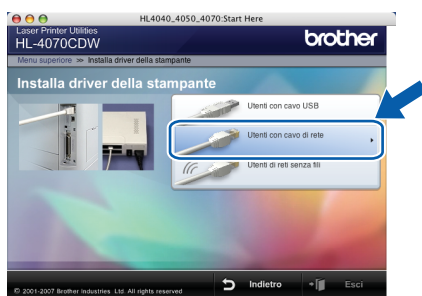 HL4040_4050_4070:Start Here
Laser Printer Utilities
HL-4070CDW
brother
Menu superiore >> Installa driver della stampante
Installa driver della stampante
Utenti con cavo USB
Utenti con cavo di rete
Utenti di reti senza fili
© 2001-2007 Brother Industries Ltd All rights reserved
Indietro
Esci